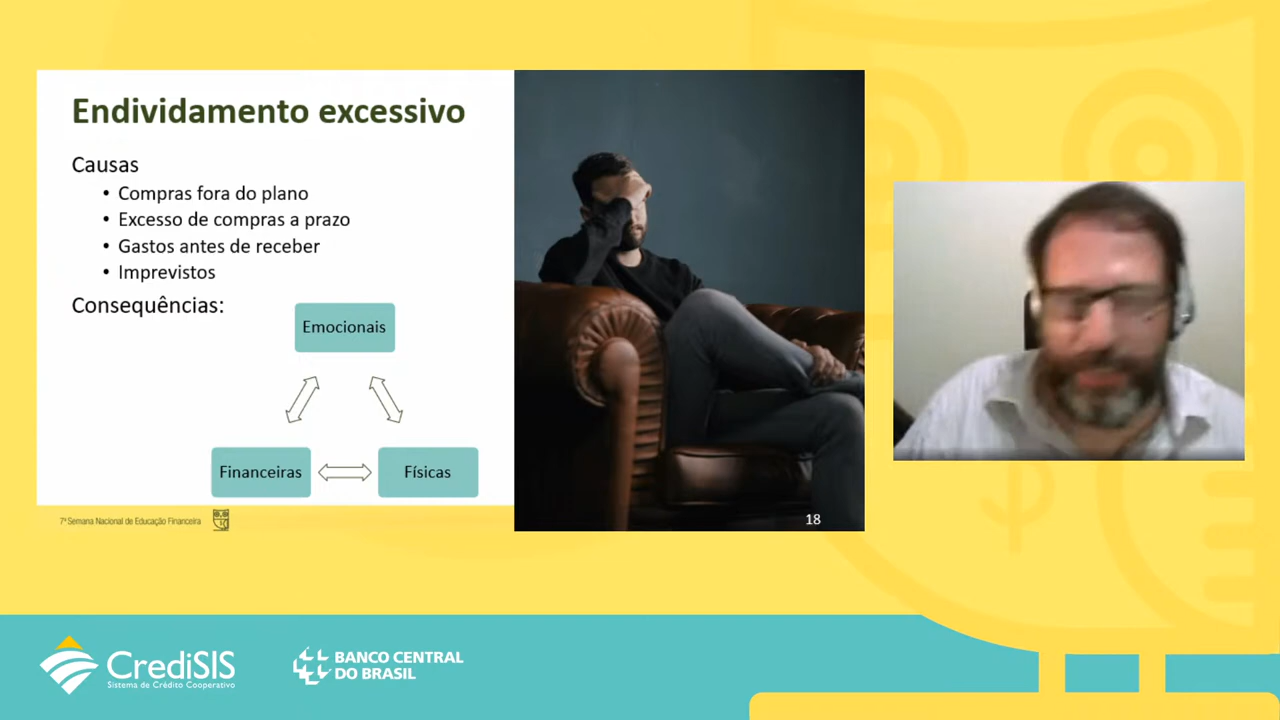 Endividamento excessivo
Causas
• Compras fora do plano
• Excesso de compras a prazo
• Gastos antes de receber
• Imprevistos
Consequências:
Emocionais
Financeiras
Físicas
7ª Semana Nacional de Educação Financeira
18
CrediSIS
Sistema de Crédito Cooperativo
BANCO CENTRAL
DO BRASIL